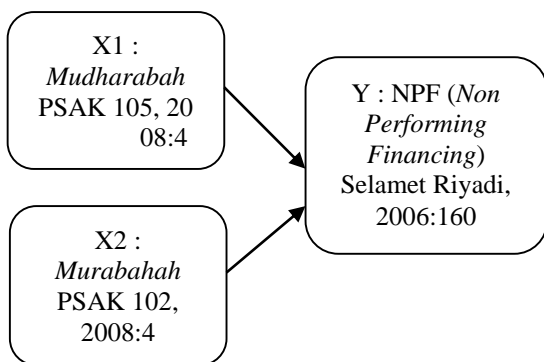 X1 :
Mudharabah
PSAK 105, 20
08:4
Y : NPF (Non
Performing
Financing)
Selamet Riyadi,
2006:160
X2 :
Murabahah
PSAK 102,
2008:4